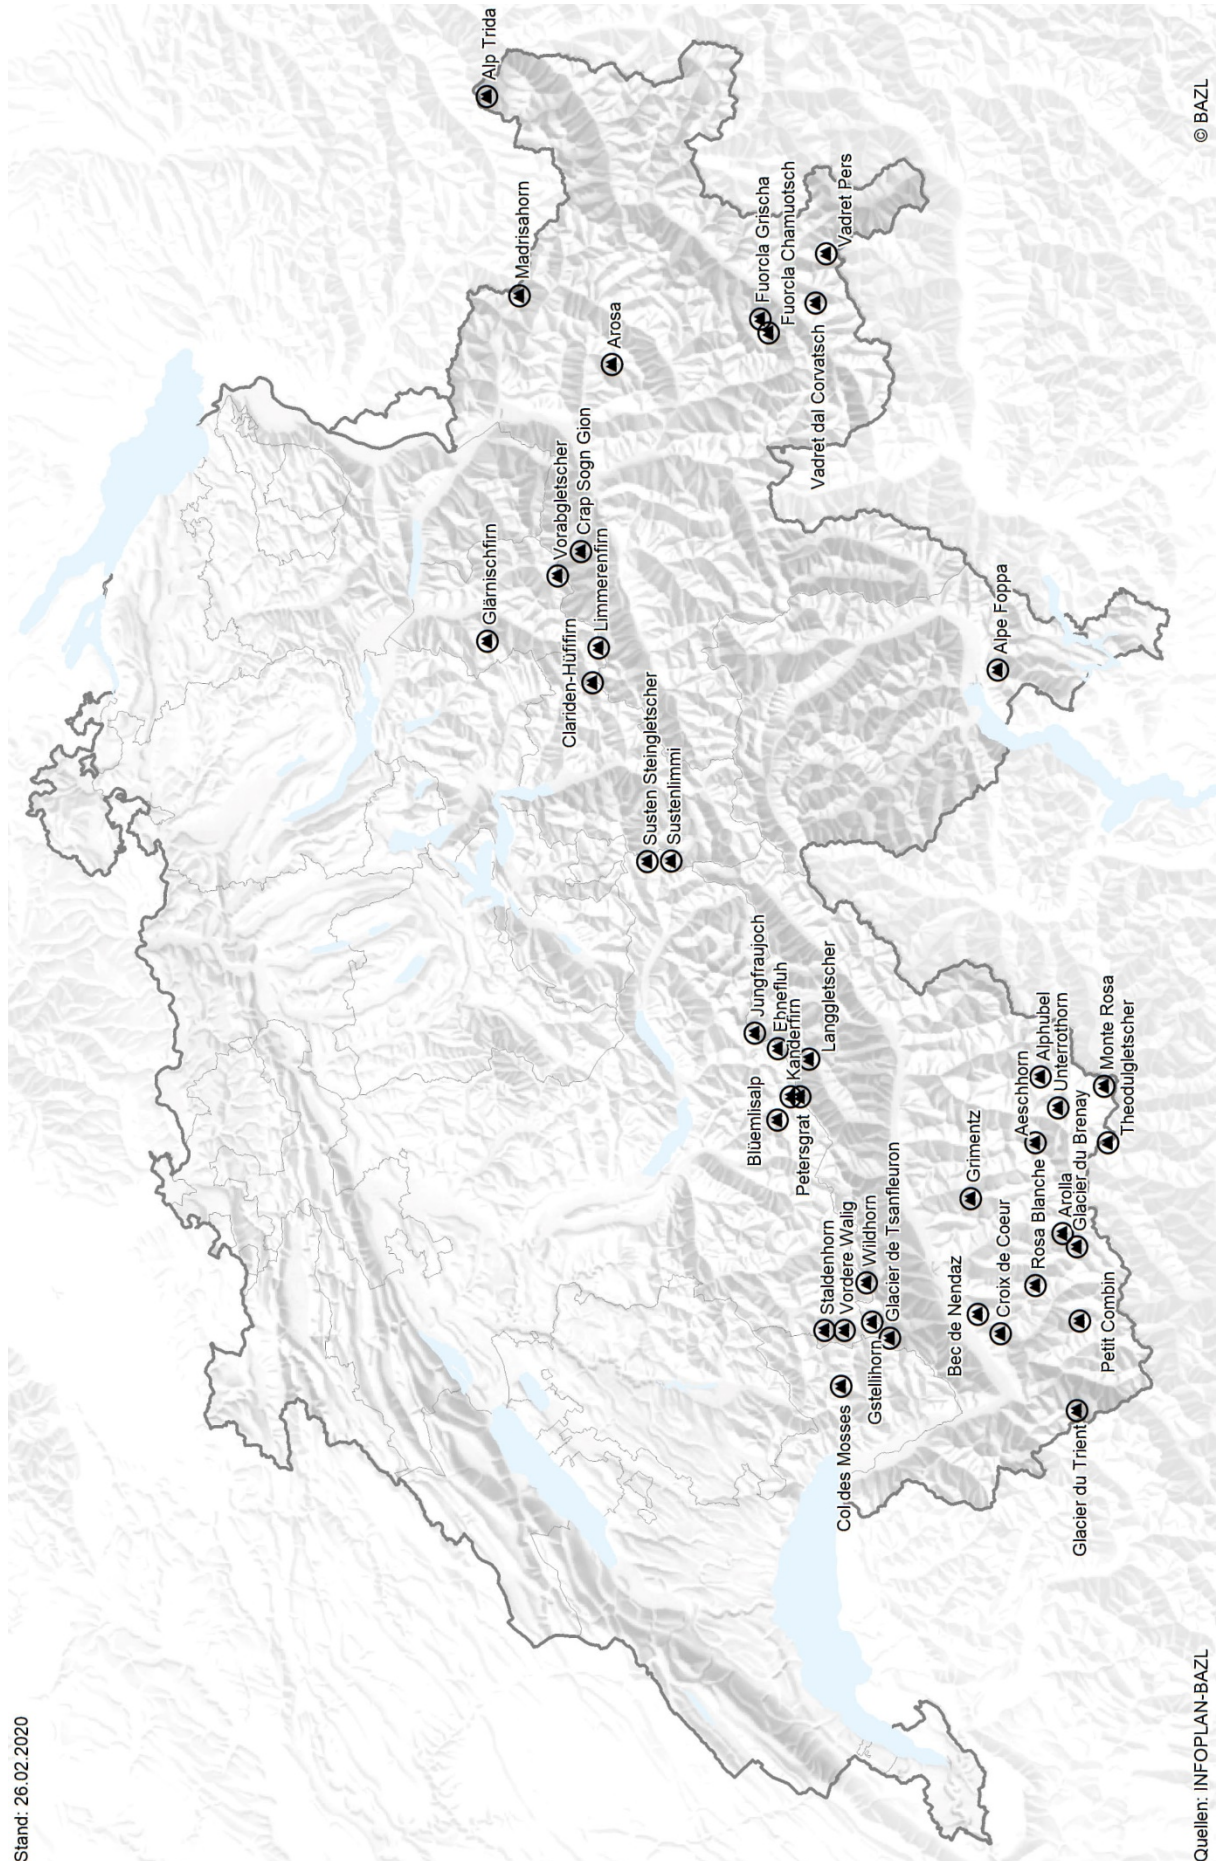 Stand: 26.02.2020
Alp Trida
Madrisahorn
Arosa
Fuorcla Grischa
Fuorcla Chamuotsch
Vadret Pers
Vadret dal Corvatsch
Glärnischfirn
Vorabgletscher
Crap Sogn Gion
Limmerenfirn
Clariden-Hüfifirn
Susten Steingletscher
Sustenlimmi
Alpe Foppa
Jungfraujoch
Ebnefluh
Kanderfirn
Blüemlisalp
Petersgrat
Langgletscher
Staldenhorn
Vordere Walig
Wildhorn
Col des Mosses
Gstellihorn
Glacier de Tsanfleuron
Grimentz
Bec de Nendaz
Croix de Coeur
Rosa Blanche
Aeschhorn
Alphubel
Unterrothorn
Arolla
Glacier du Brenay
Monte Rosa
Theodulgletscher
Petit Combin
Glacier du Trient
Quellen: INFOPLAN-BAZL
© BAZL